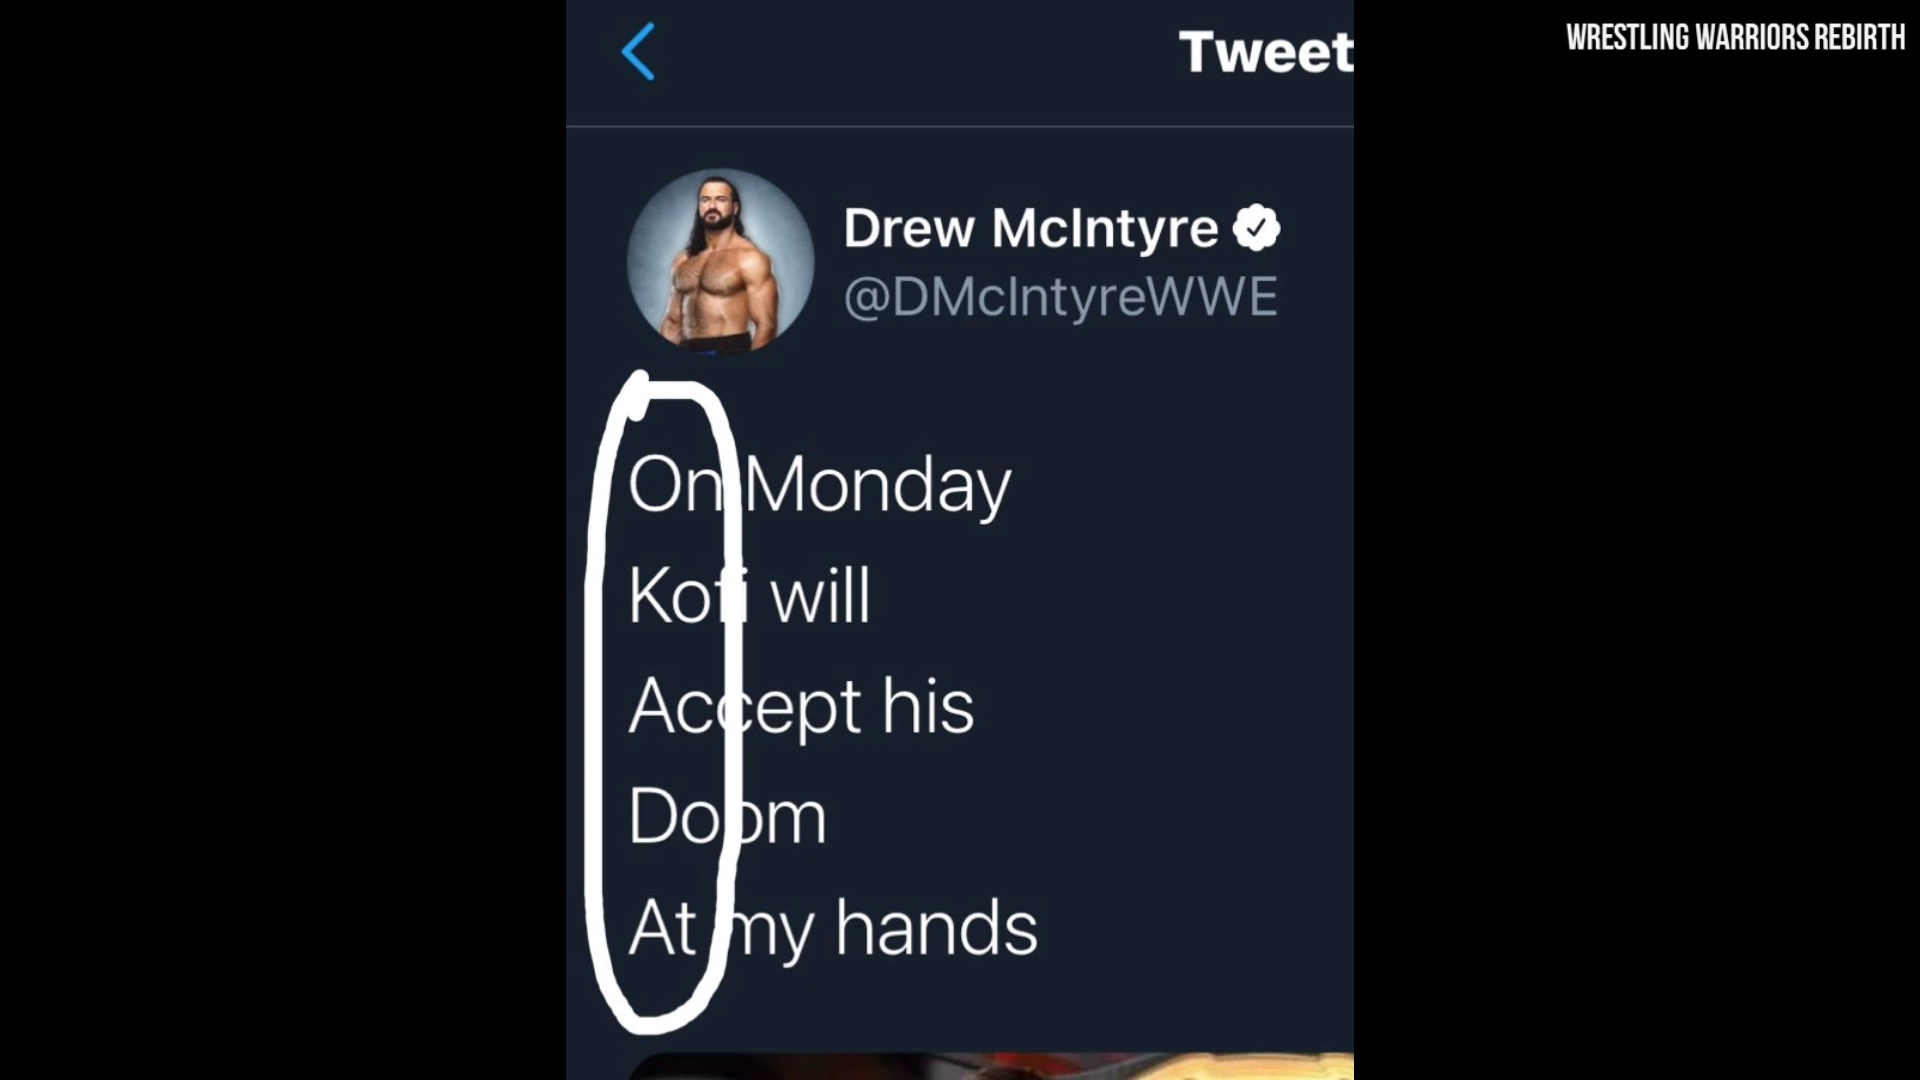 WRESTLING WARRIORS REBIRTH
Tweet
Drew McIntyre
@DMcIntyreWWE
On Monday
Kofi will
Accept his
Doom
At my hands